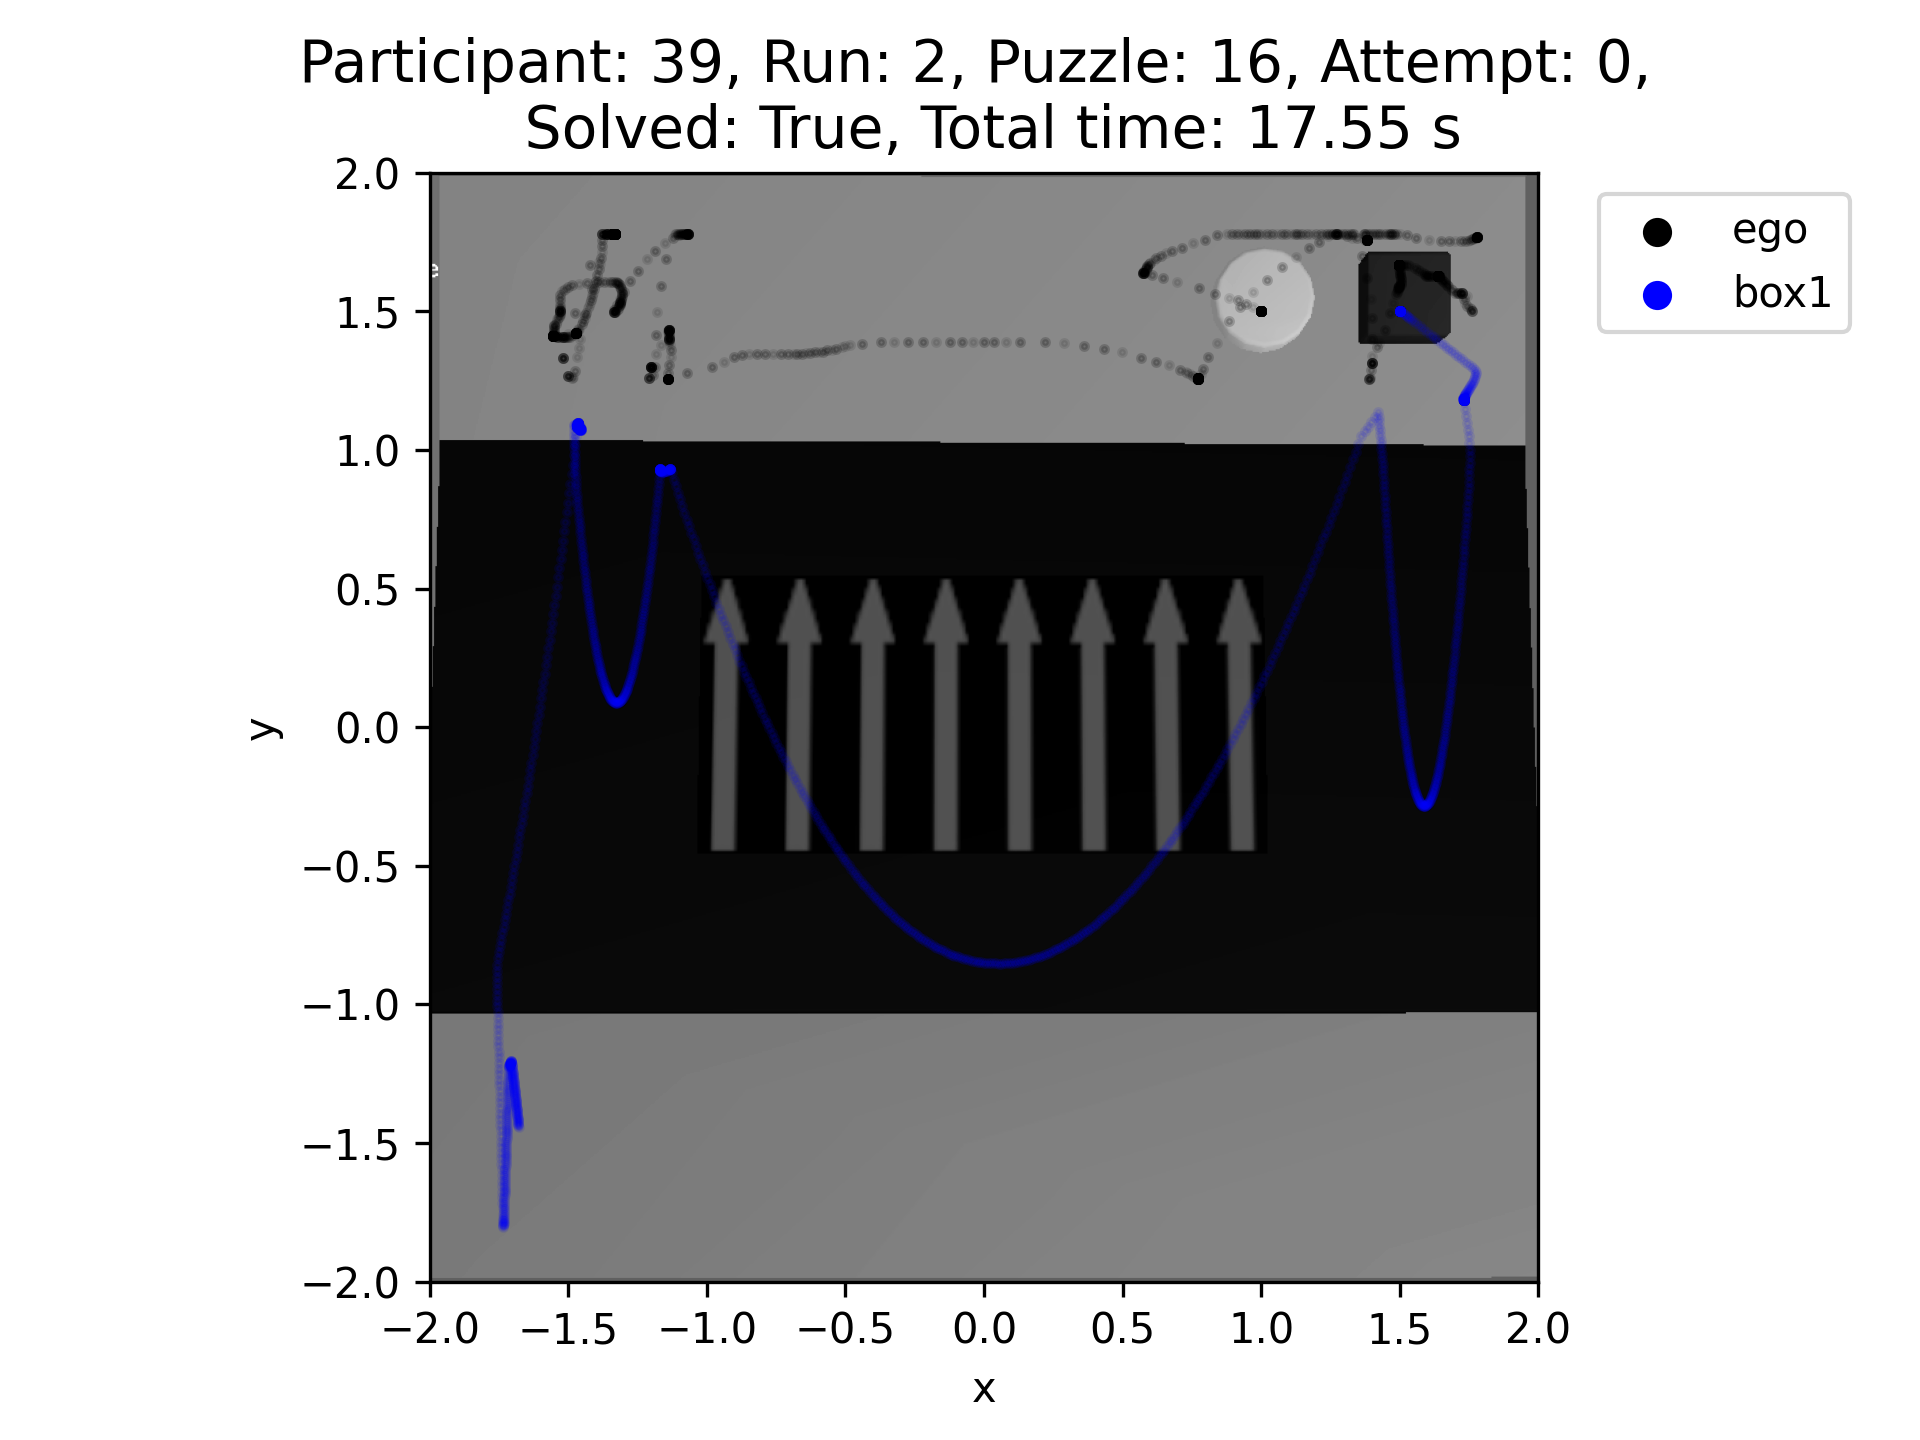 Participant: 39, Run: 2, Puzzle: 16, Attempt: 0,
Solved: True, Total time: 17.55 s
2.0
1.5
1.0
0.5
0.0
−0.5
−1.0
−1.5
−2.0
y
−2.0 −1.5 −1.0 −0.5 0.0 0.5 1.0 1.5 2.0
x
ego
box1